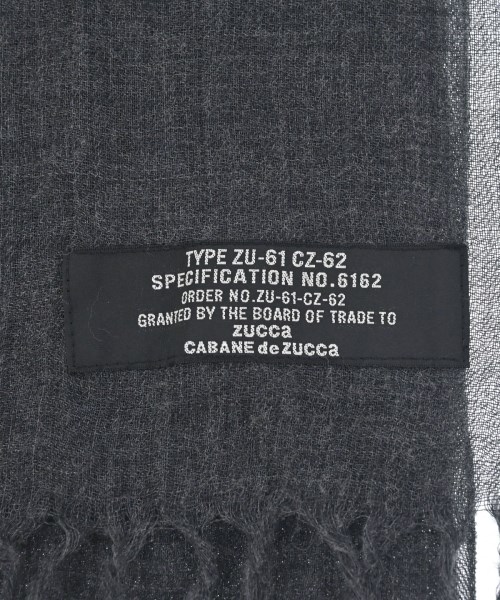 TYPE ZU-61 CZ-62
SPECIFICATION NO.6162
ORDER NO.ZU-61-CZ-62
GRANTED BY THE BOARD OF TRADE TO
ZUCCa
CABANE de ZUCCa